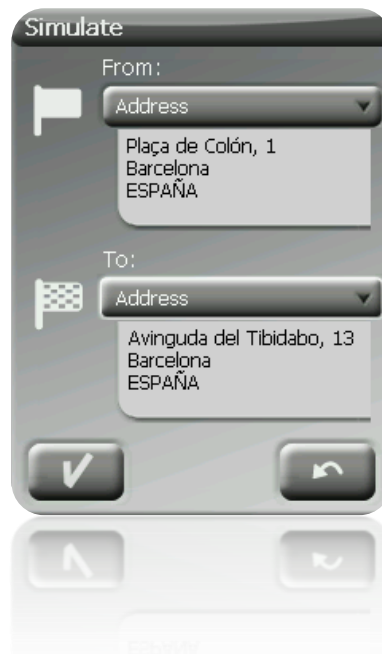 Simulate
From:
Address
Plaça de Colón, 1
Barcelona
ESPAÑA
To:
Address
Avinguda del Tibidabo, 13
Barcelona
ESPAÑA